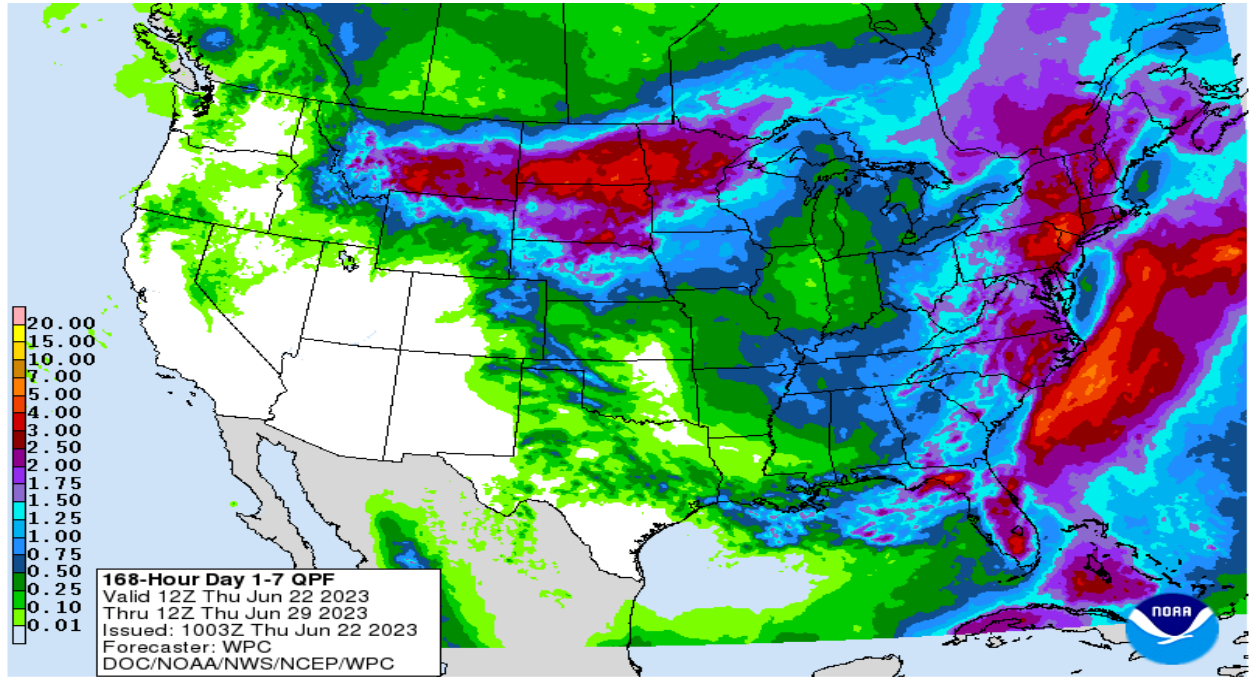 20.00
15.00
10.00
7.00
5.00
4.00
3.00
2.50
2.00
1.75
1.50
1.25
1.00
0.75
0.50
0.25
0.10
0.01
168-Hour Day 1-7 QPF
Valid 12Z Thu Jun 22 2023
Thru 12Z Thu Jun 29 2023
Issued: 1003Z Thu Jun 22 2023
Forecaster: WPC
DOC/NOAA/NWS/NCEP/WPC
NOAA